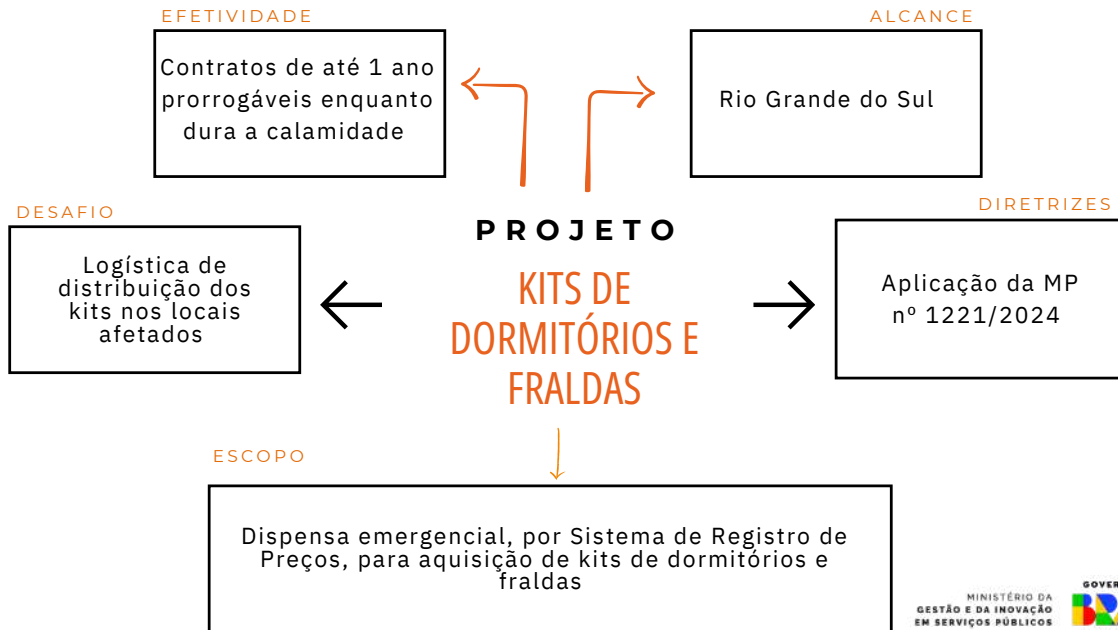 EFETIVIDADE
Contratos de até 1 ano
prorrogáveis enquanto
dura a calamidade
ALCANCE
Rio Grande do Sul
DESAFIO
Logística de
distribuição dos
kits nos locais
afetados
PROJETO
KITS DE
DORMITÓRIOS E
FRALDAS
DIRETRIZES
Aplicação da MP
nº 1221/2024
ESCOPO
Dispensa emergencial, por Sistema de Registro de
Preços, para aquisição de kits de dormitórios e
fraldas
MINISTÉRIO DA
GESTÃO E DA INOVAÇÃO
EM SERVIÇOS PÚBLICOS
GOVER
BR